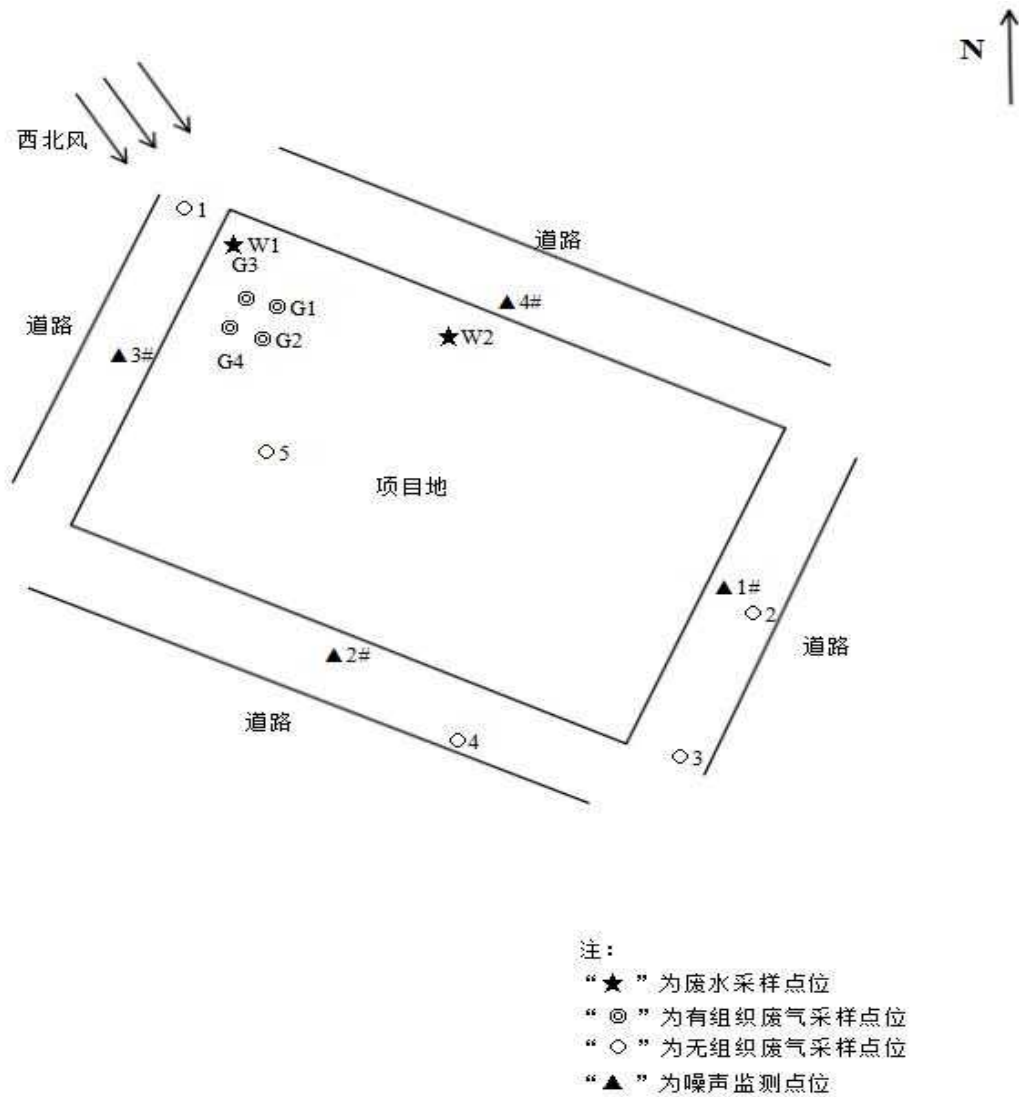 N
西北风
○1
道路
★W1
G3
道路
◎G1
▲4#
▲3#
◎G2
★W2
G4
○5
项目地
▲1#
○2
道路
▲2#
道路
○4
○3
注：
“★”为废水采样点位
“◎”为有组织废气采样点位
“○”为无组织废气采样点位
“▲”为噪声监测点位